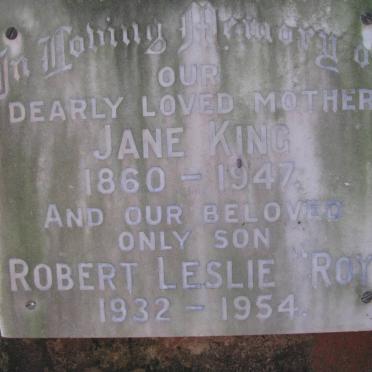 In Loving Memory of
OUR
DEARLY LOVED MOTHER
JANE KING
1860 - 1947.
AND OUR BELOVED
ONLY SON
ROBERT LESLIE "ROY
1932 - 1954.